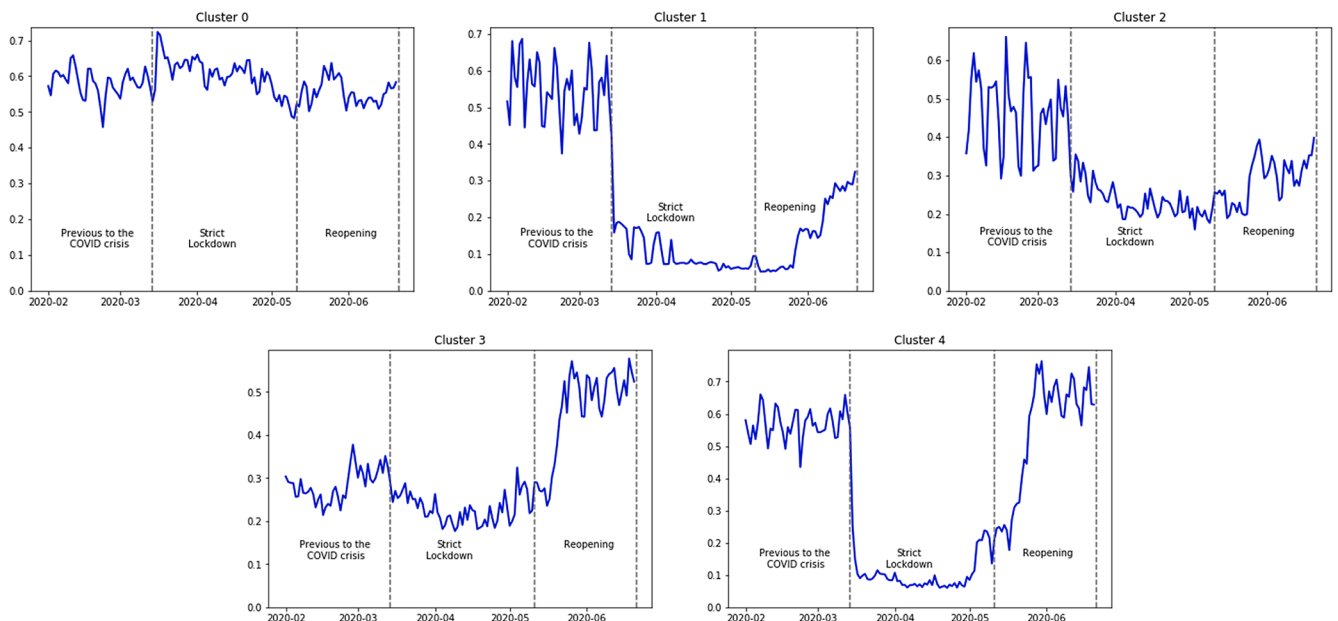 Cluster 0
0.7
0.6
0.5
0.4
0.3
0.2
0.1
0.0
Previous to the
COVID crisis
Strict
Lockdown
Reopening
2020-02 2020-03 2020-04 2020-05 2020-06
Cluster 1
0.7
0.6
0.5
0.4
0.3
0.2
0.1
0.0
Previous to the
COVID crisis
Strict
Lockdown
Reopening
2020-02 2020-03 2020-04 2020-05 2020-06
Cluster 2
0.6
0.5
0.4
0.3
0.2
0.1
0.0
Previous to the
COVID crisis
Strict
Lockdown
Reopening
2020-02 2020-03 2020-04 2020-05 2020-06
Cluster 3
0.5
0.4
0.3
0.2
0.1
0.0
Previous to the
COVID crisis
Strict
Lockdown
Reopening
2020-02 2020-03 2020-04 2020-05 2020-06
Cluster 4
0.7
0.6
0.5
0.4
0.3
0.2
0.1
0.0
Previous to the
COVID crisis
Strict
Lockdown
Reopening
2020-02 2020-03 2020-04 2020-05 2020-06